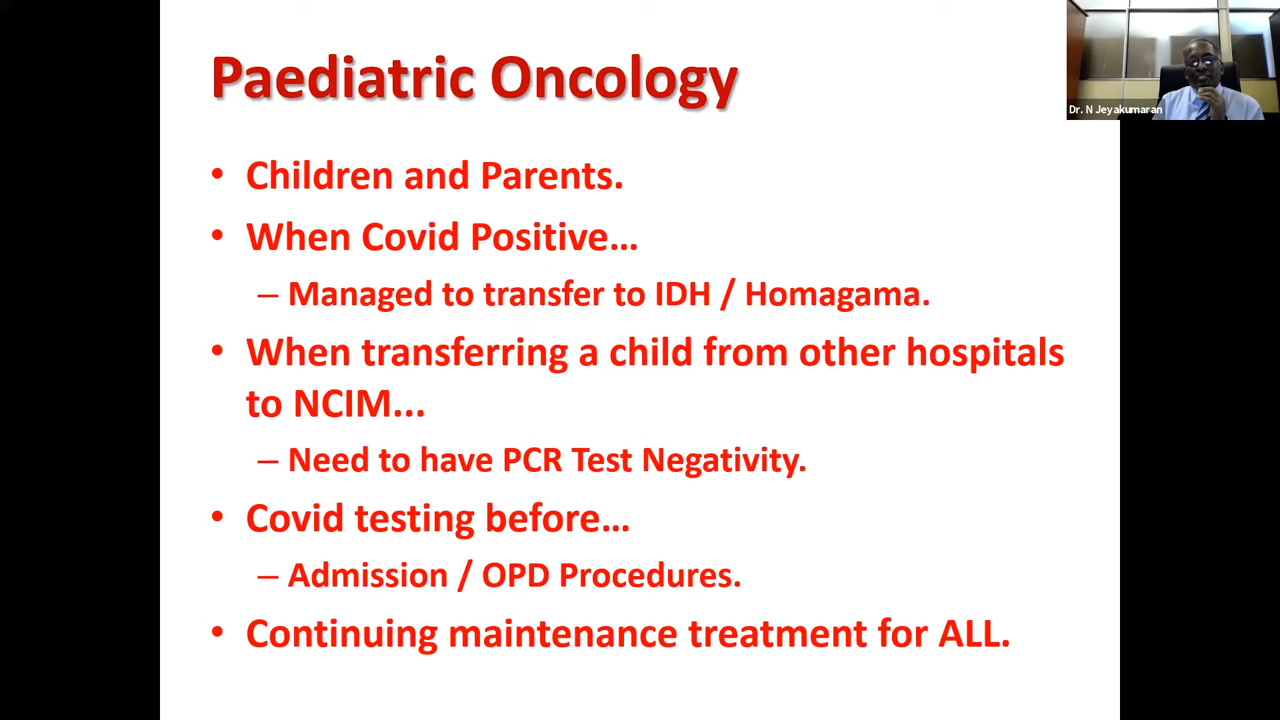 Paediatric Oncology
Dr. N Jeyakumaran
• Children and Parents.
• When Covid Positive…
– Managed to transfer to IDH / Homagama.
• When transferring a child from other hospitals
to NCIM...
– Need to have PCR Test Negativity.
• Covid testing before…
– Admission / OPD Procedures.
• Continuing maintenance treatment for ALL.